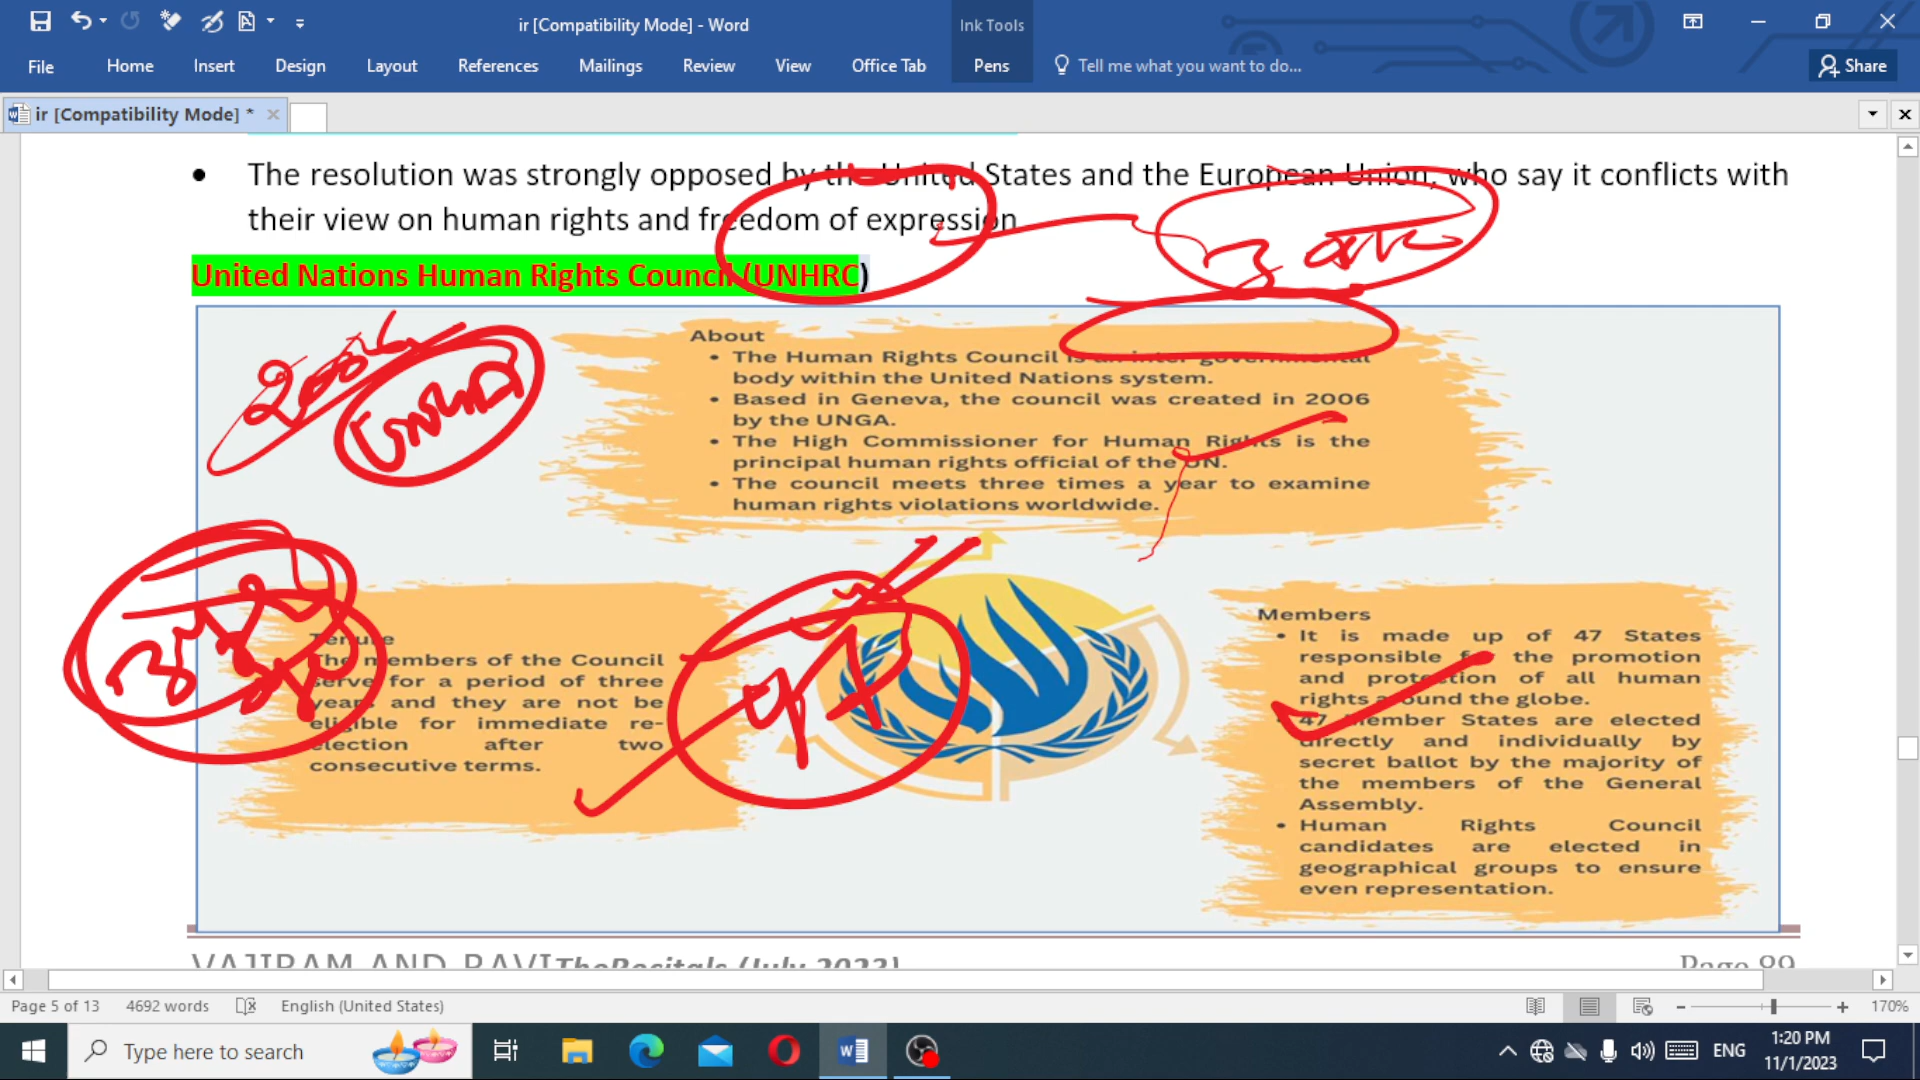 ir [Compatibility Mode] - Word
Ink Tools
File Home Insert Design Layout References Mailings Review View Office Tab Pens Tell me what you want to do... Share
ir [Compatibility Mode] *
• The resolution was strongly opposed by the United States and the European Union, who say it conflicts with
their view on human rights and freedom of expression
United Nations Human Rights Council (UNHRC)
2006
About
• The Human Rights Council is an inter governmental
body within the United Nations system.
• Based in Geneva, the council was created in 2006
by the UNGA.
• The High Commissioner for Human Rights is the
principal human rights official of the UN.
• The council meets three times a year to examine
human rights violations worldwide.
Tenure
The members of the Council
serve for a period of three
years and they are not be
eligible for immediate re-
election after two
consecutive terms.
Members
• It is made up of 47 States
responsible for the promotion
and protection of all human
rights around the globe.
• 47 Member States are elected
directly and individually by
secret ballot by the majority of
the members of the General
Assembly.
• Human Rights Council
candidates are elected in
geographical groups to ensure
even representation.
VAJIRAM AND RAVI TheRecitals (July 2023) Page 89
Page 5 of 13 4692 words English (United States) 170%
Type here to search
ENG
1:20 PM
11/1/2023